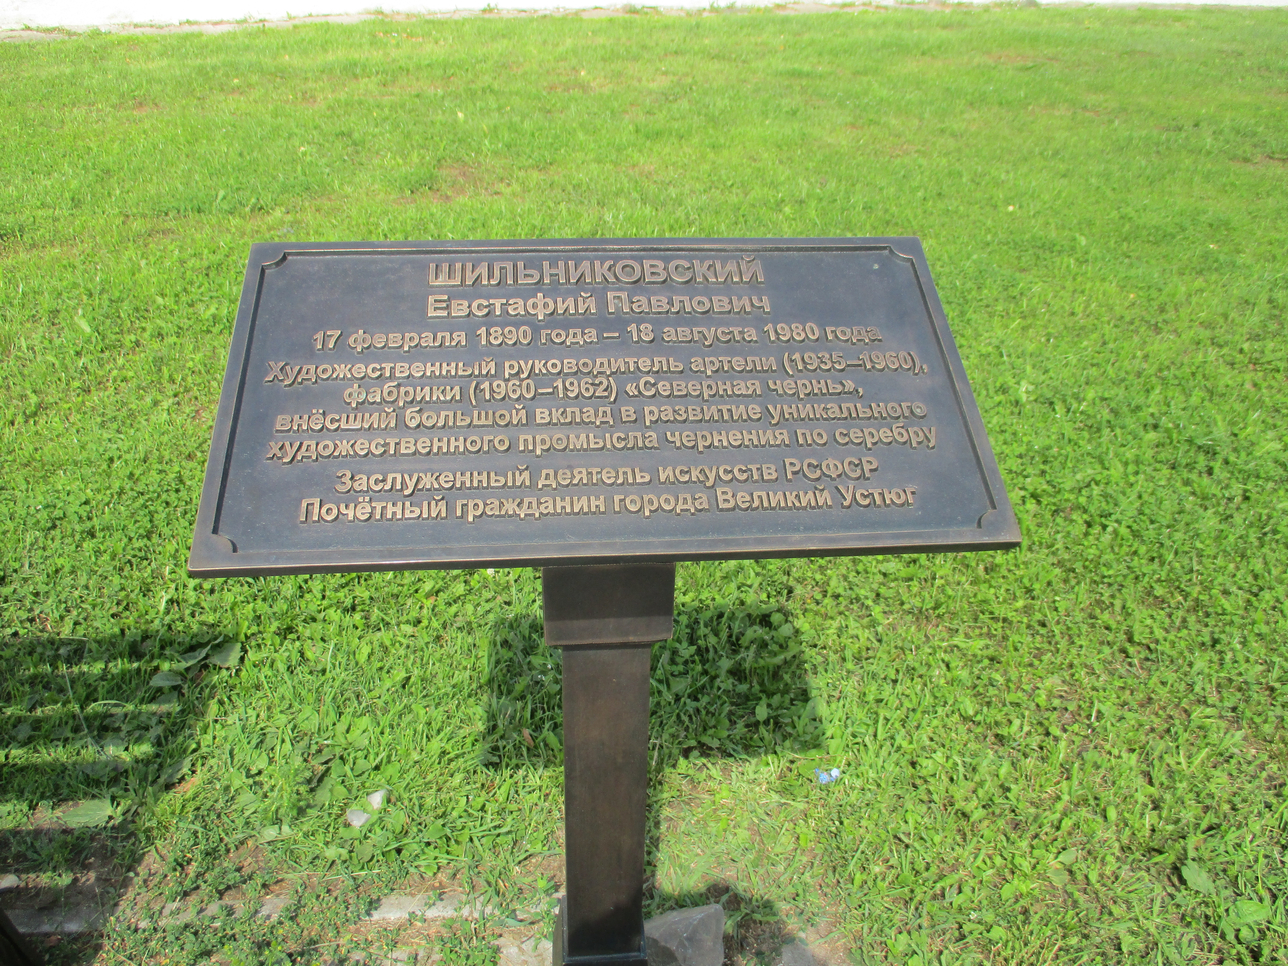 ШИЛЬНИКОВСКИЙ
Евстафий Павлович
17 февраля 1890 года – 18 августа 1980 года
Художественный руководитель артели (1935–1960),
фабрики (1960–1962) «Северная чернь»,
внёсший большой вклад в развитие уникального
художественного промысла чернения по серебру
Заслуженный деятель искусств РСФСР
Почётный гражданин города Великий Устюг